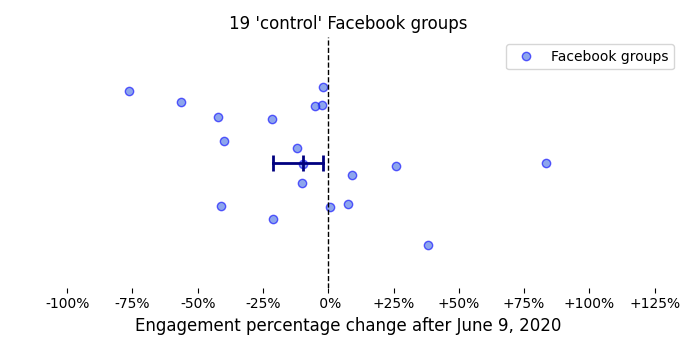 19 'control' Facebook groups
Facebook groups
-100% -75% -50% -25% 0% +25% +50% +75% +100% +125%
Engagement percentage change after June 9, 2020